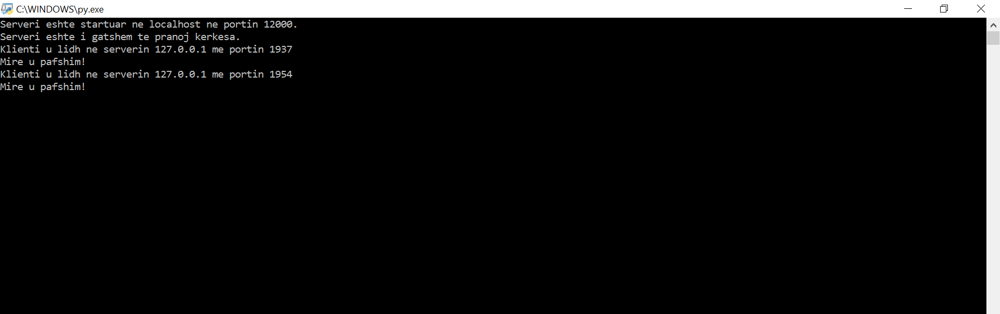 C:\WINDOWS\py.exe
Serveri eshte startuar ne localhost ne portin 12000.
Serveri eshte i gatshem te pranoj kerkesa.
Klienti u lidh ne serverin 127.0.0.1 me portin 1937
Mire u pafshim!
Klienti u lidh ne serverin 127.0.0.1 me portin 1954
Mire u pafshim!